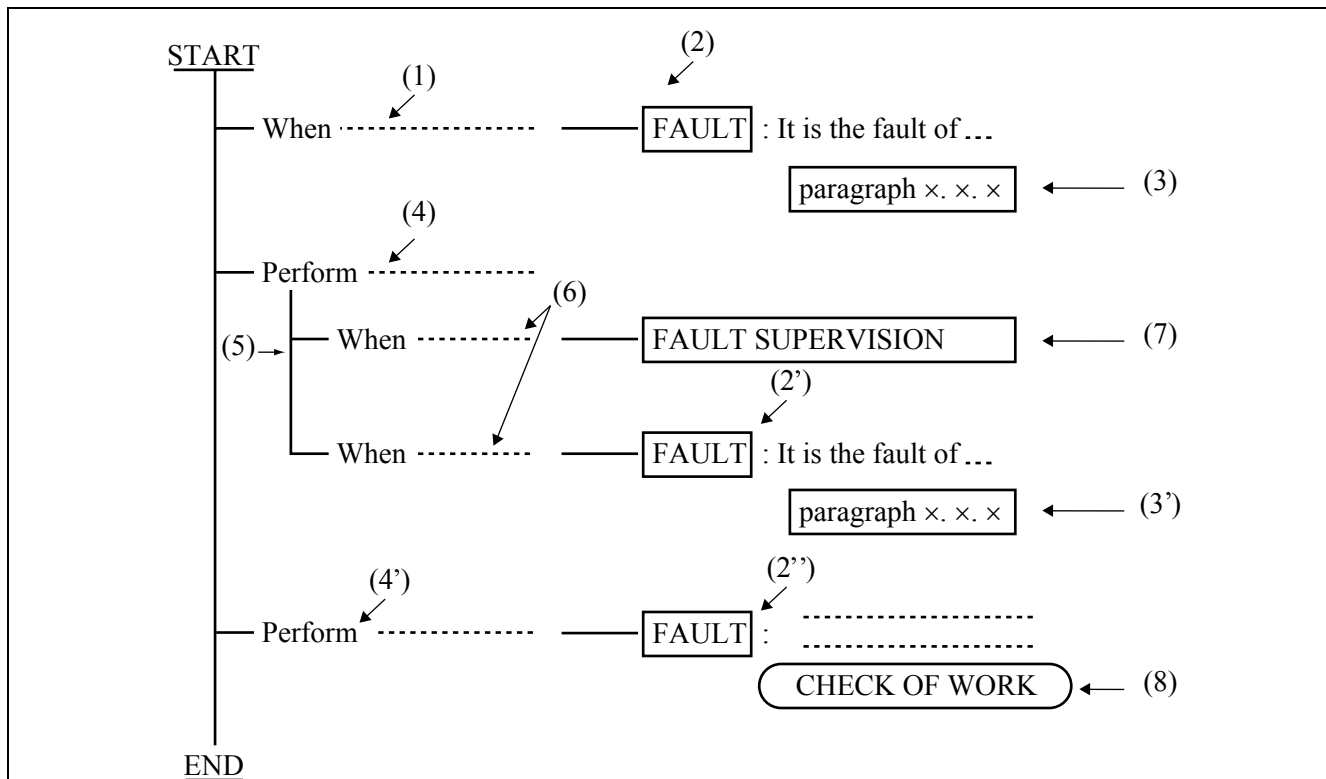 START
(1)
(2)
When FAULT : It is the fault of
paragraph ×. ×. × (3)
(4)
Perform
(6)
(5) When FAULT SUPERVISION (7)
(2')
When FAULT : It is the fault of
paragraph ×. ×. × (3')
(4')
(2'')
Perform FAULT :
CHECK OF WORK (8)
END